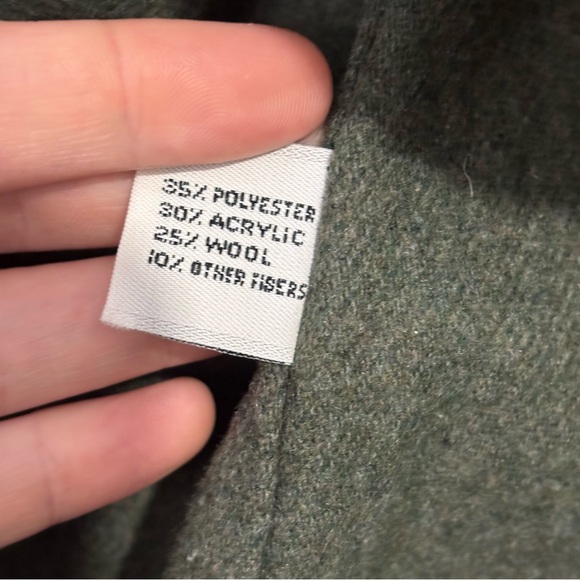 35% POLYESTER
30% ACRYLIC
25% WOOL
10% OTHER FIBERS